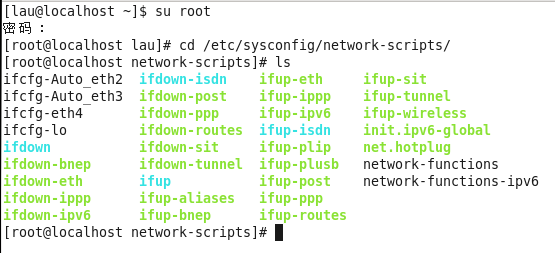 [lau@localhost ~]$ su root
密码：
[root@localhost lau]# cd /etc/sysconfig/network-scripts/
[root@localhost network-scripts]# ls
ifcfg-Auto_eth2  ifdown-isdn    ifup-eth     ifup-sit
ifcfg-Auto_eth3  ifdown-post    ifup-ippp    ifup-tunnel
ifcfg-eth4       ifdown-ppp     ifup-ipv6    ifup-wireless
ifcfg-lo         ifdown-routes  ifup-isdn    init.ipv6-global
ifdown           ifdown-sit     ifup-plip    net.hotplug
ifdown-bnep      ifdown-tunnel  ifup-plusb   network-functions
ifdown-eth       ifup           ifup-post    network-functions-ipv6
ifdown-ippp      ifup-aliases   ifup-ppp
ifdown-ipv6      ifup-bnep      ifup-routes
[root@localhost network-scripts]#